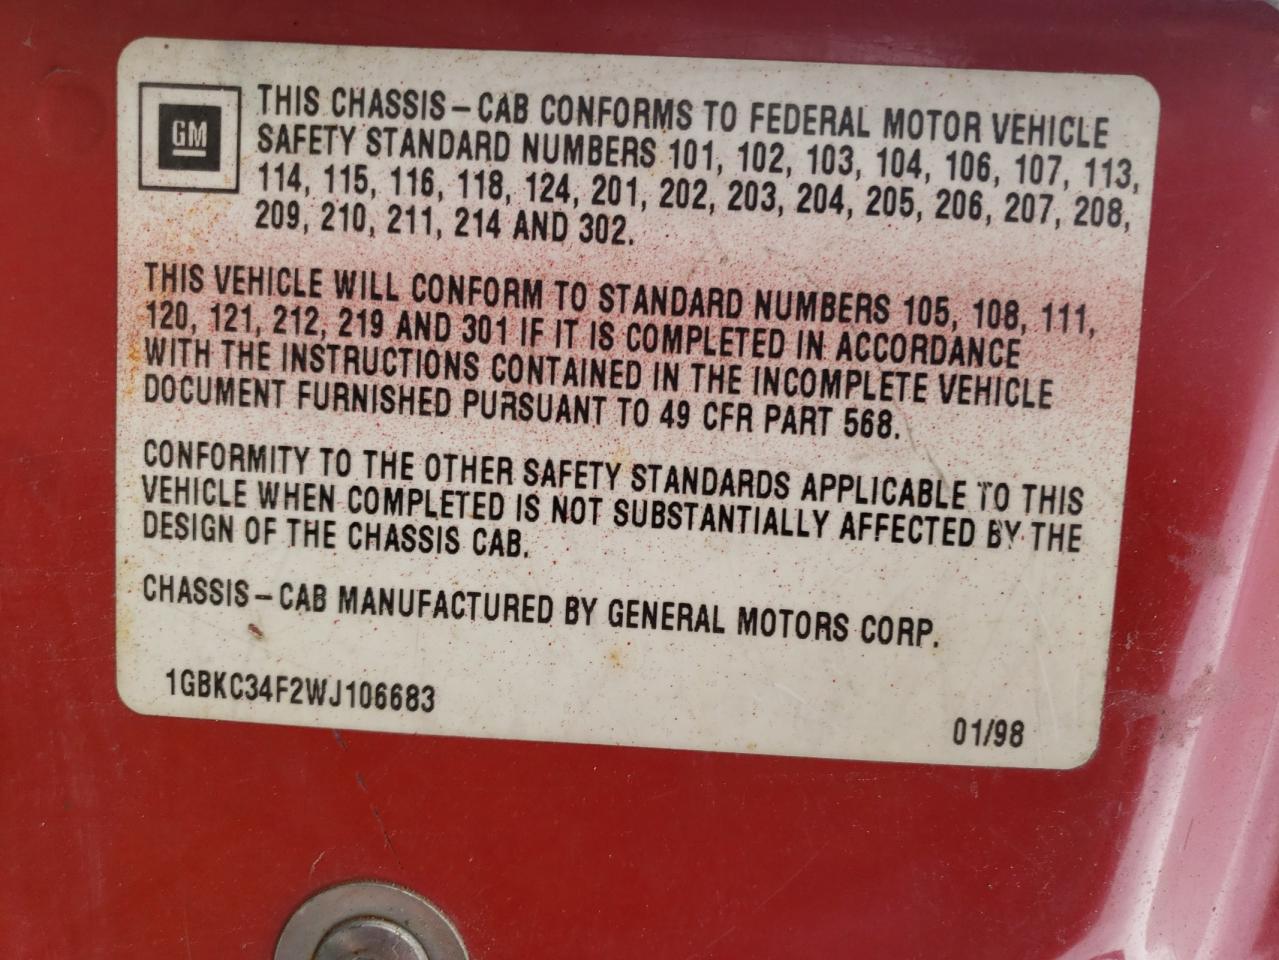 GM
THIS CHASSIS – CAB CONFORMS TO FEDERAL MOTOR VEHICLE
SAFETY STANDARD NUMBERS 101, 102, 103, 104, 106, 107, 113,
114, 115, 116, 118, 124, 201, 202, 203, 204, 205, 206, 207, 208,
209, 210, 211, 214 AND 302.
THIS VEHICLE WILL CONFORM TO STANDARD NUMBERS 105, 108, 111,
120, 121, 212, 219 AND 301 IF IT IS COMPLETED IN ACCORDANCE
WITH THE INSTRUCTIONS CONTAINED IN THE INCOMPLETE VEHICLE
DOCUMENT FURNISHED PURSUANT TO 49 CFR PART 568.
CONFORMITY TO THE OTHER SAFETY STANDARDS APPLICABLE TO THIS
VEHICLE WHEN COMPLETED IS NOT SUBSTANTIALLY AFFECTED BY THE
DESIGN OF THE CHASSIS CAB.
CHASSIS – CAB MANUFACTURED BY GENERAL MOTORS CORP.
1GBKC34F2WJ106683
01/98